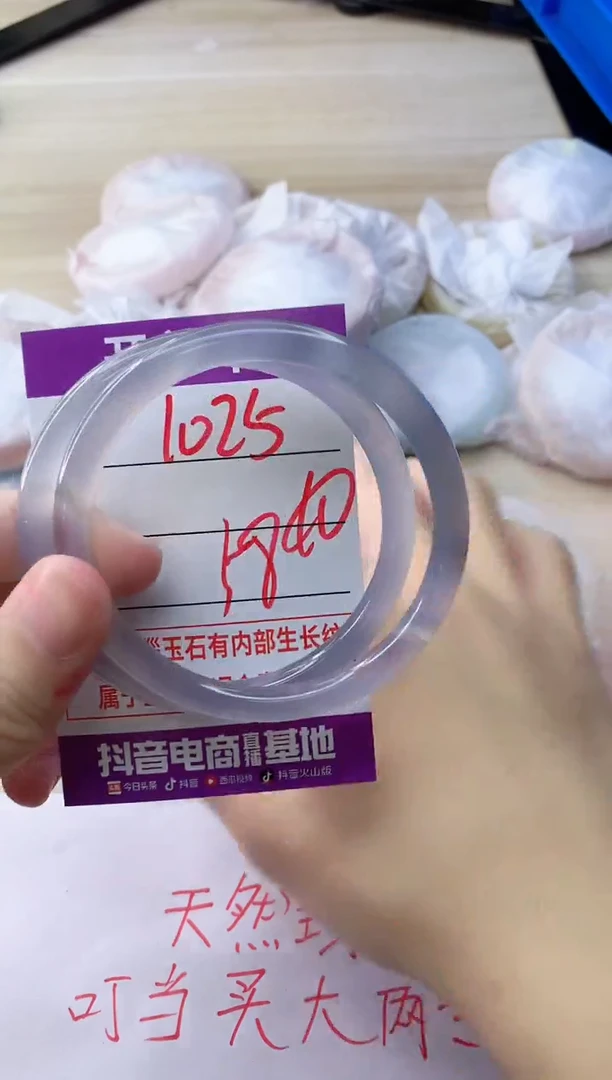 1025
玉石有内部生长纹
属于
抖音电商直播基地
今日头条 抖音 西瓜视频 抖音火山版
天然
叮当买大两